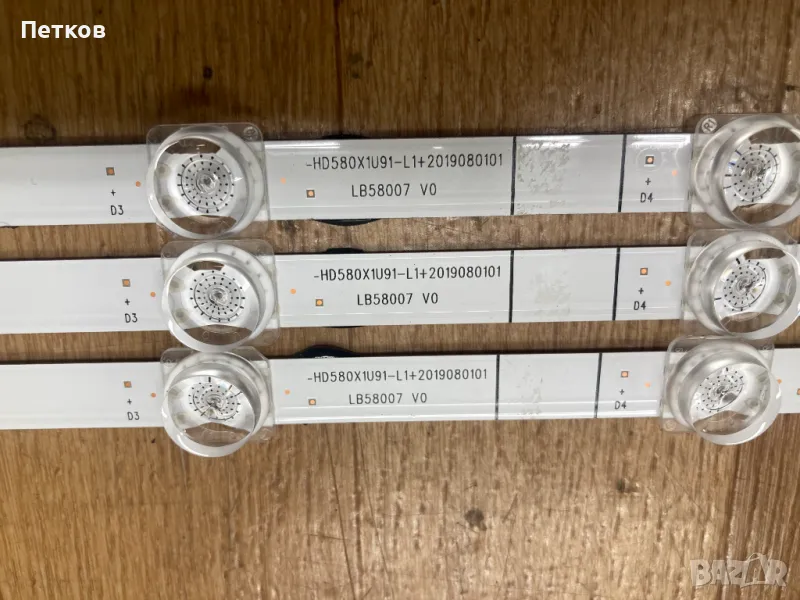 Петков
-HD580X1U91-L1+2019080101
LB58007 V0
+
D3
+
D4
-HD580X1U91-L1+2019080101
LB58007 V0
+
D3
+
D4
-HD580X1U91-L1+2019080101
LB58007 V0
+
D3
+
D4
BAZAR